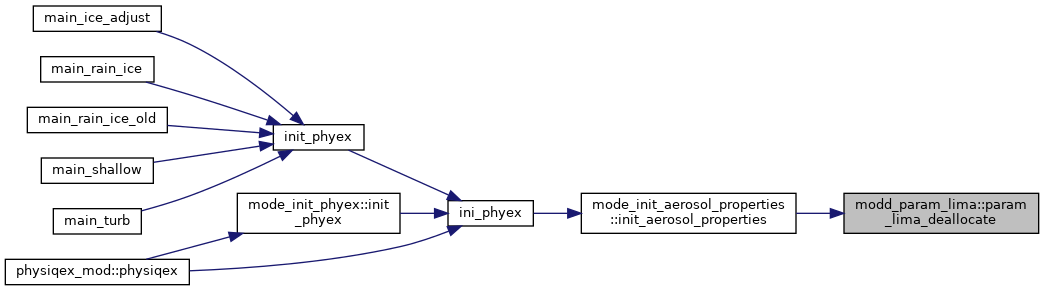 main_ice_adjust
main_rain_ice
main_rain_ice_old
main_shallow
main_turb
physiqex_mod::physiqex
init_phyex
mode_init_phyex::init
_phyex
ini_phyex
mode_init_aerosol_properties
::init_aerosol_properties
modd_param_lima::param
_lima_deallocate